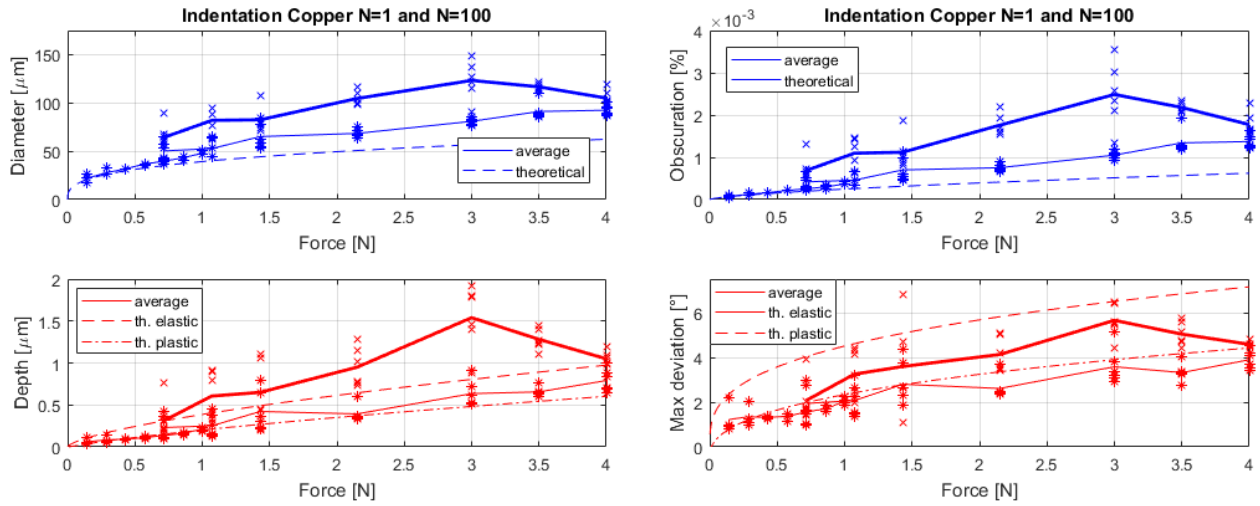 Indentation Copper N=1 and N=100
150
100
50
0
Diameter [μm]
average
theoretical
0 0.5 1 1.5 2 2.5 3 3.5 4
Force [N]
Indentation Copper N=1 and N=100
×10⁻³
4
3
2
1
0
Obscuration [%]
average
theoretical
0 0.5 1 1.5 2 2.5 3 3.5 4
Force [N]
2
1.5
1
0.5
0
Depth [μm]
average
th. elastic
th. plastic
0 0.5 1 1.5 2 2.5 3 3.5 4
Force [N]
6
4
2
0
Max deviation [°]
average
th. elastic
th. plastic
0 0.5 1 1.5 2 2.5 3 3.5 4
Force [N]